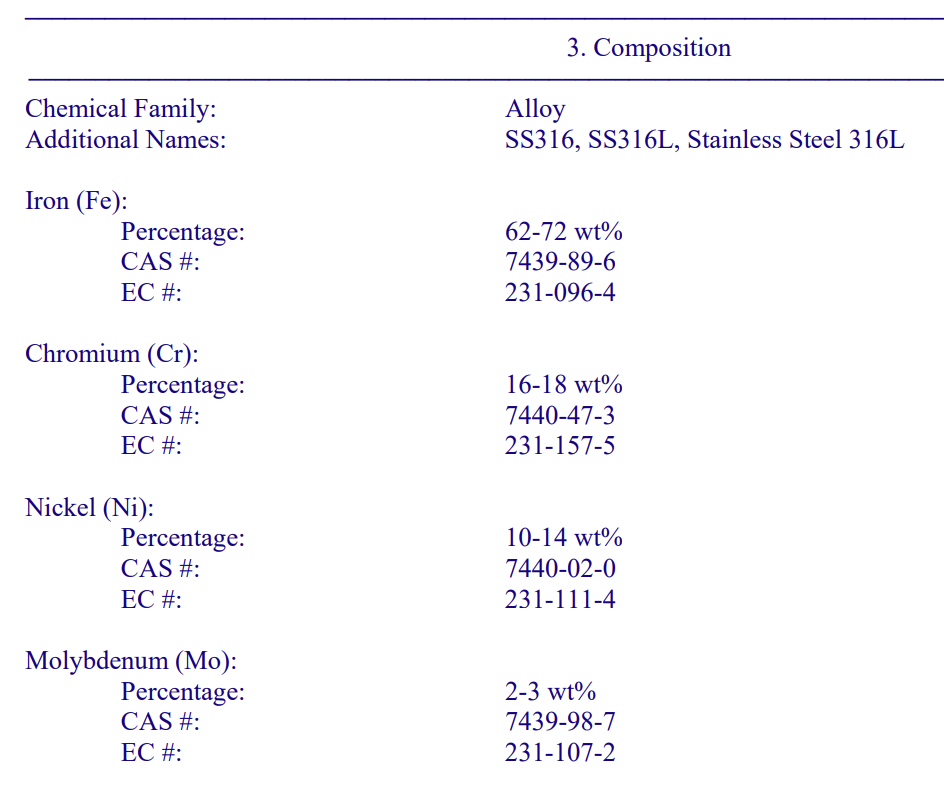 3. Composition
Chemical Family: Alloy
Additional Names: SS316, SS316L, Stainless Steel 316L
Iron (Fe):
Percentage: 62-72 wt%
CAS #: 7439-89-6
EC #: 231-096-4
Chromium (Cr):
Percentage: 16-18 wt%
CAS #: 7440-47-3
EC #: 231-157-5
Nickel (Ni):
Percentage: 10-14 wt%
CAS #: 7440-02-0
EC #: 231-111-4
Molybdenum (Mo):
Percentage: 2-3 wt%
CAS #: 7439-98-7
EC #: 231-107-2